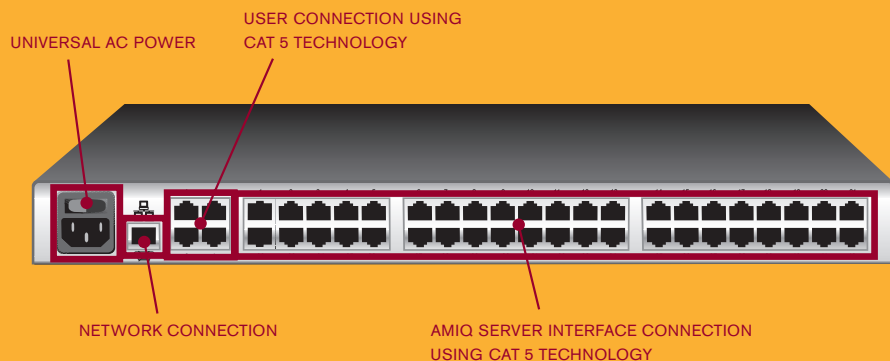 USER CONNECTION USING
CAT 5 TECHNOLOGY
UNIVERSAL AC POWER
NETWORK CONNECTION
AMIQ SERVER INTERFACE CONNECTION
USING CAT 5 TECHNOLOGY